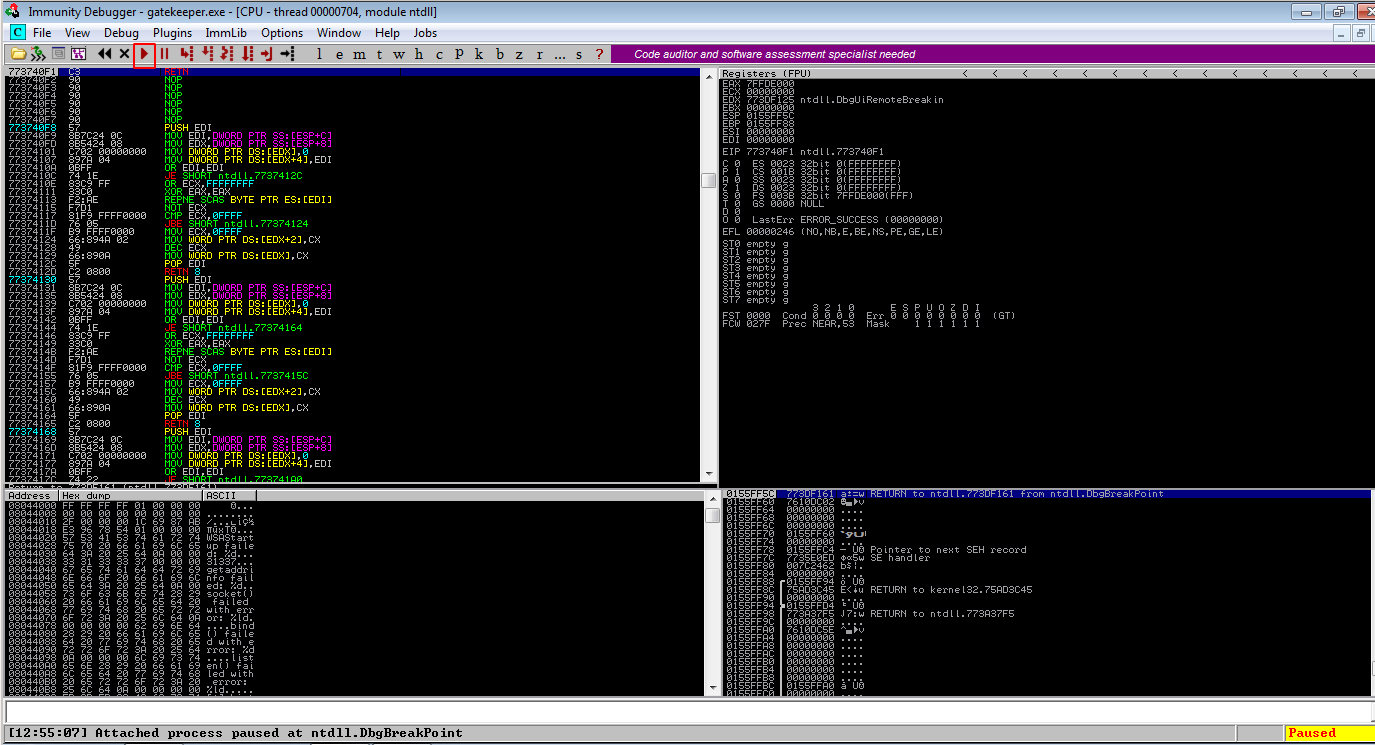 Immunity Debugger - gatekeeper.exe - [CPU - thread 00000704, module ntdll]
C File View Debug Plugins ImmLib Options Window Help Jobs
l e m t w h c p k b z r ... s ? Code auditor and software assessment specialist needed
773740F1 C3 RETN
773740F2 90 NOP
773740F3 90 NOP
773740F4 90 NOP
773740F5 90 NOP
773740F6 90 NOP
773740F7 90 NOP
773740F8 57 PUSH EDI
773740F9 8B7C24 0C MOV EDI,DWORD PTR SS:[ESP+C]
773740FD 8B5424 08 MOV EDX,DWORD PTR SS:[ESP+8]
77374101 C702 00000000 MOV DWORD PTR DS:[EDX],0
77374107 897A 04 MOV DWORD PTR DS:[EDX+4],EDI
7737410A 0BFF OR EDI,EDI
7737410C 74 1E JE SHORT ntdll.7737412C
7737410E 83C9 FF OR ECX,FFFFFFFF
77374111 33C0 XOR EAX,EAX
77374113 F2:AE REPNE SCAS BYTE PTR ES:[EDI]
77374115 F7D1 NOT ECX
77374117 81F9 FFFF0000 CMP ECX,0FFFF
7737411D 76 05 JBE SHORT ntdll.77374124
7737411F B9 FFFF0000 MOV ECX,0FFFF
77374124 66:894A 02 MOV WORD PTR DS:[EDX+2],CX
77374128 49 DEC ECX
77374129 66:890A MOV WORD PTR DS:[EDX],CX
7737412C 5F POP EDI
7737412D C2 0800 RETN 8
77374130 57 PUSH EDI
77374131 8B7C24 0C MOV EDI,DWORD PTR SS:[ESP+C]
77374135 8B5424 08 MOV EDX,DWORD PTR SS:[ESP+8]
77374139 C702 00000000 MOV DWORD PTR DS:[EDX],0
7737413F 897A 04 MOV DWORD PTR DS:[EDX+4],EDI
77374142 0BFF OR EDI,EDI
77374144 74 1E JE SHORT ntdll.77374164
77374146 83C9 FF OR ECX,FFFFFFFF
77374149 33C0 XOR EAX,EAX
7737414B F2:AE REPNE SCAS BYTE PTR ES:[EDI]
7737414D F7D1 NOT ECX
7737414F 81F9 FFFF0000 CMP ECX,0FFFF
77374155 76 05 JBE SHORT ntdll.7737415C
77374157 B9 FFFF0000 MOV ECX,0FFFF
7737415C 66:894A 02 MOV WORD PTR DS:[EDX+2],CX
77374160 49 DEC ECX
77374161 66:890A MOV WORD PTR DS:[EDX],CX
77374164 5F POP EDI
77374165 C2 0800 RETN 8
77374168 57 PUSH EDI
77374169 8B7C24 0C MOV EDI,DWORD PTR SS:[ESP+C]
7737416D 8B5424 08 MOV EDX,DWORD PTR SS:[ESP+8]
77374171 C702 00000000 MOV DWORD PTR DS:[EDX],0
77374177 897A 04 MOV DWORD PTR DS:[EDX+4],EDI
7737417A 0BFF OR EDI,EDI
7737417C 74 22 JE SHORT ntdll.773741A0
Registers (FPU) < < < < < < < < < < < < < <
EAX 7FFDE000
ECX 00000000
EDX 773DF125 ntdll.DbgUiRemoteBreakin
EBX 00000000
ESP 0155FF5C
EBP 0155FF88
ESI 00000000
EDI 00000000
EIP 773740F1 ntdll.773740F1
C 0 ES 0023 32bit 0(FFFFFFFF)
P 1 CS 001B 32bit 0(FFFFFFFF)
A 0 SS 0023 32bit 0(FFFFFFFF)
Z 1 DS 0023 32bit 0(FFFFFFFF)
S 0 FS 003B 32bit 7FFDE000(FFF)
T 0 GS 0000 NULL
D 0
O 0 LastErr ERROR_SUCCESS (00000000)
EFL 00000246 (NO,NB,E,BE,NS,PE,GE,LE)
ST0 empty g
ST1 empty g
ST2 empty g
ST3 empty g
ST4 empty g
ST5 empty g
ST6 empty g
ST7 empty g
3 2 1 0 E S P U O Z D I
FST 0000 Cond 0 0 0 0 Err 0 0 0 0 0 0 0 0 (GT)
FCW 027F Prec NEAR,53 Mask 1 1 1 1 1 1
Address Hex dump ASCII
08044000 FF FF FF FF 01 00 00 00
08044008 00 00 00 00 00 00 00 00 ........
08044010 2F 00 00 00 1C 69 87 AB
08044018 E3 96 78 54 01 00 00 00
08044020 57 53 41 53 74 61 72 74 WSAStart
08044028 75 70 20 66 61 69 6C 65 up faile
08044030 64 3A 20 25 64 0A 00 00 d: %d...
08044038 33 31 33 33 37 00 00 00 31337...
08044040 67 65 74 61 64 64 72 69 getaddri
08044048 6E 66 6F 20 66 61 69 6C nfo fail
08044050 65 64 3A 20 25 64 0A 00 ed: %d..
08044058 73 6F 63 6B 65 74 28 29 socket()
08044060 20 66 61 69 6C 65 64 20 failed
08044068 77 69 74 68 20 65 72 72 with err
08044070 6F 72 3A 20 25 6C 64 0A or: %ld.
08044078 00 00 00 00 62 69 6E 64 ....bind
08044080 28 29 20 66 61 69 6C 65 () faile
08044088 64 20 77 69 74 68 20 65 d with e
08044090 72 72 6F 72 3A 20 25 64 rror: %d
08044098 0A 00 00 00 6C 69 73 74 ....list
080440A0 65 6E 28 29 20 66 61 69 en() fai
080440A8 6C 65 64 20 77 69 74 68 led with
080440B0 20 65 72 72 6F 72 3A 20 error:
080440B8 25 6C 64 0A 00 00 00 00 %ld.....
0155FF5C 773DF161 RETURN to ntdll.773DF161 from ntdll.DbgBreakPoint
0155FF60 7610DC02
0155FF64 00000000 ....
0155FF68 00000000 ....
0155FF6C 00000000 ....
0155FF70 0155FF60
0155FF74 00000000 ....
0155FF78 0155FFC4 Pointer to next SEH record
0155FF7C 7735E0ED SE handler
0155FF80 007C2462
0155FF84 00000000 ....
0155FF88 0155FF94
0155FF8C 75AD3C45 RETURN to kernel32.75AD3C45
0155FF90 00000000 ....
0155FF94 0155FFD4
0155FF98 773A37F5 RETURN to ntdll.773A37F5
0155FF9C 00000000 ....
0155FFA0 7610DC5E
0155FFA4 00000000 ....
0155FFA8 00000000 ....
0155FFAC 00000000 ....
0155FFB0 00000000 ....
0155FFB4 00000000 ....
0155FFB8 00000000 ....
0155FFBC 0155FFA0
0155FFC0 00000000
[12:55:07] Attached process paused at ntdll.DbgBreakPoint
Paused